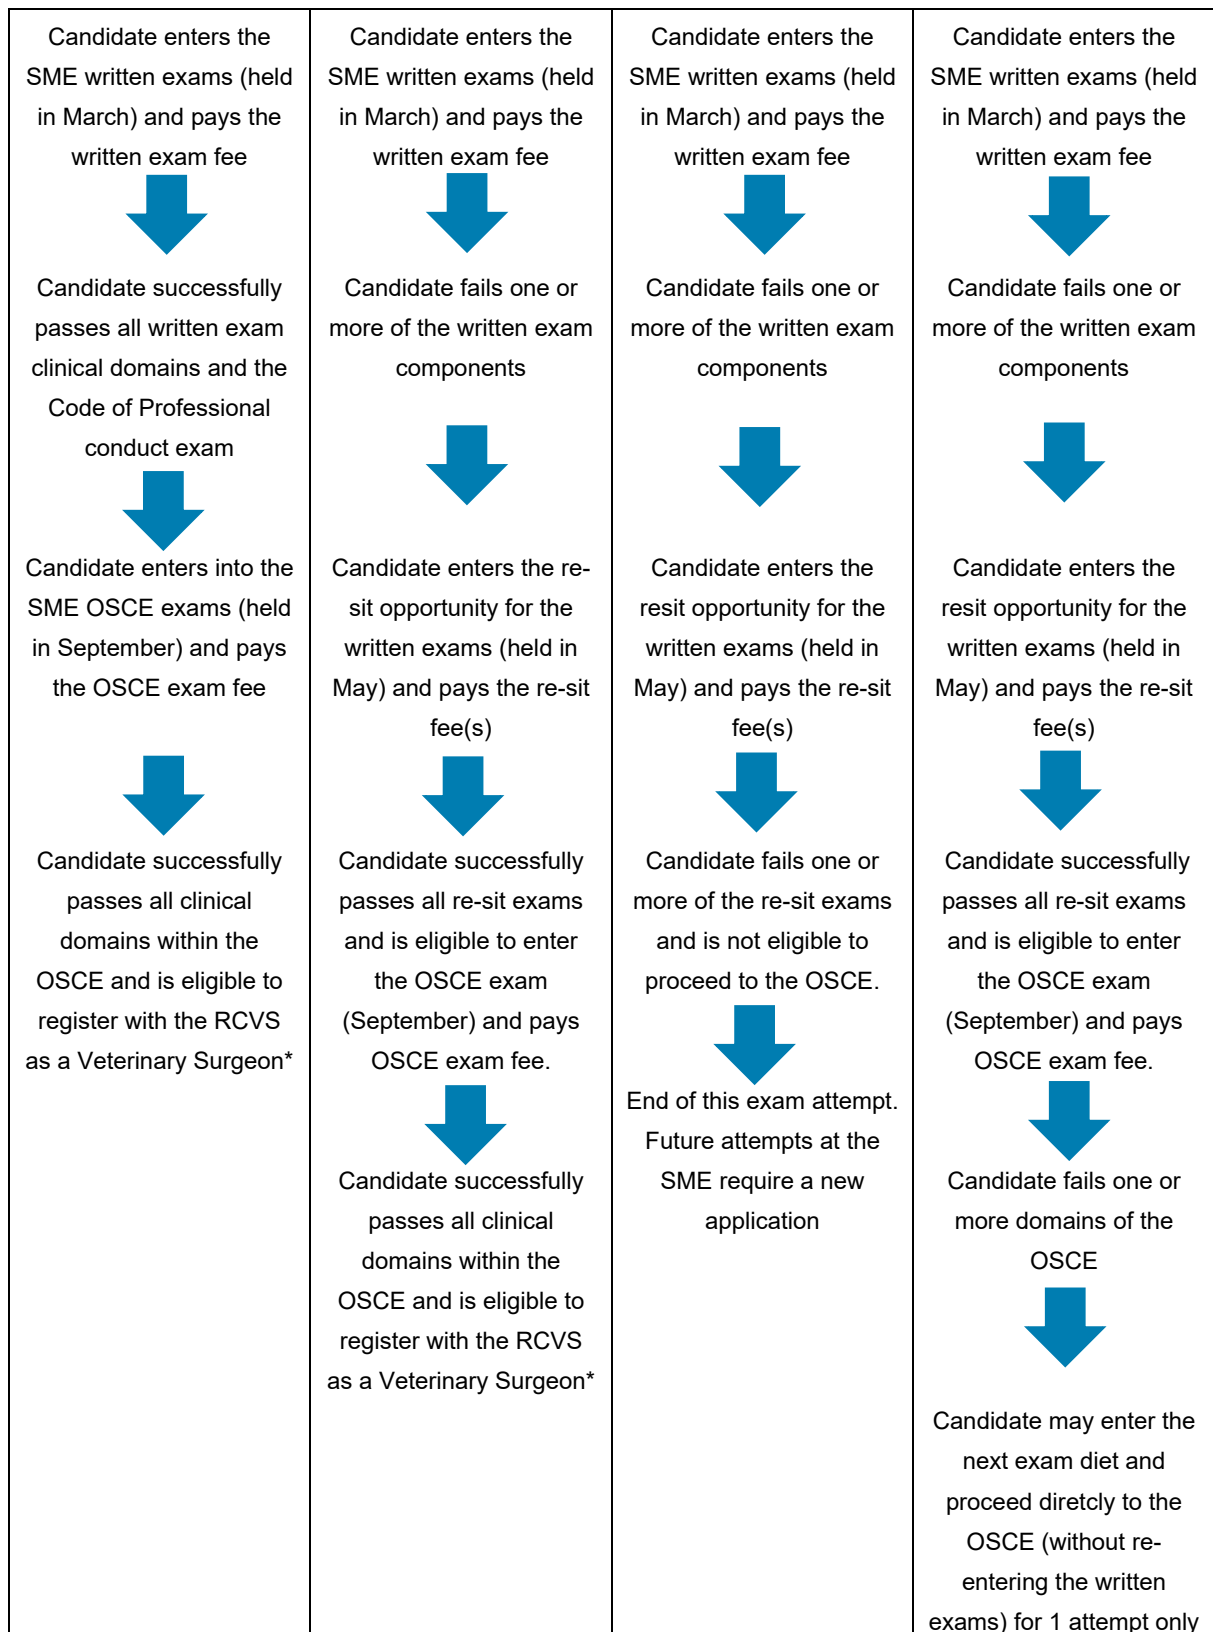 Candidate enters the
SME written exams (held
in March) and pays the
written exam fee
Candidate successfully
passes all written exam
clinical domains and the
Code of Professional
conduct exam
Candidate enters into the
SME OSCE exams (held
in September) and pays
the OSCE exam fee
Candidate successfully
passes all clinical
domains within the
OSCE and is eligible to
register with the RCVS
as a Veterinary Surgeon*
Candidate enters the
SME written exams (held
in March) and pays the
written exam fee
Candidate fails one or
more of the written exam
components
Candidate enters the re-
sit opportunity for the
written exams (held in
May) and pays the re-sit
fee(s)
Candidate successfully
passes all re-sit exams
and is eligible to enter
the OSCE exam
(September) and pays
OSCE exam fee.
Candidate successfully
passes all clinical
domains within the
OSCE and is eligible to
register with the RCVS
as a Veterinary Surgeon*
Candidate enters the
SME written exams (held
in March) and pays the
written exam fee
Candidate fails one or
more of the written exam
components
Candidate enters the
resit opportunity for the
written exams (held in
May) and pays the re-sit
fee(s)
Candidate fails one or
more of the re-sit exams
and is not eligible to
proceed to the OSCE.
End of this exam attempt.
Future attempts at the
SME require a new
application
Candidate enters the
SME written exams (held
in March) and pays the
written exam fee
Candidate fails one or
more of the written exam
components
Candidate enters the
resit opportunity for the
written exams (held in
May) and pays the re-sit
fee(s)
Candidate successfully
passes all re-sit exams
and is eligible to enter
the OSCE exam
(September) and pays
OSCE exam fee.
Candidate fails one or
more domains of the
OSCE
Candidate may enter the
next exam diet and
proceed diretcly to the
OSCE (without re-
entering the written
exams) for 1 attempt only